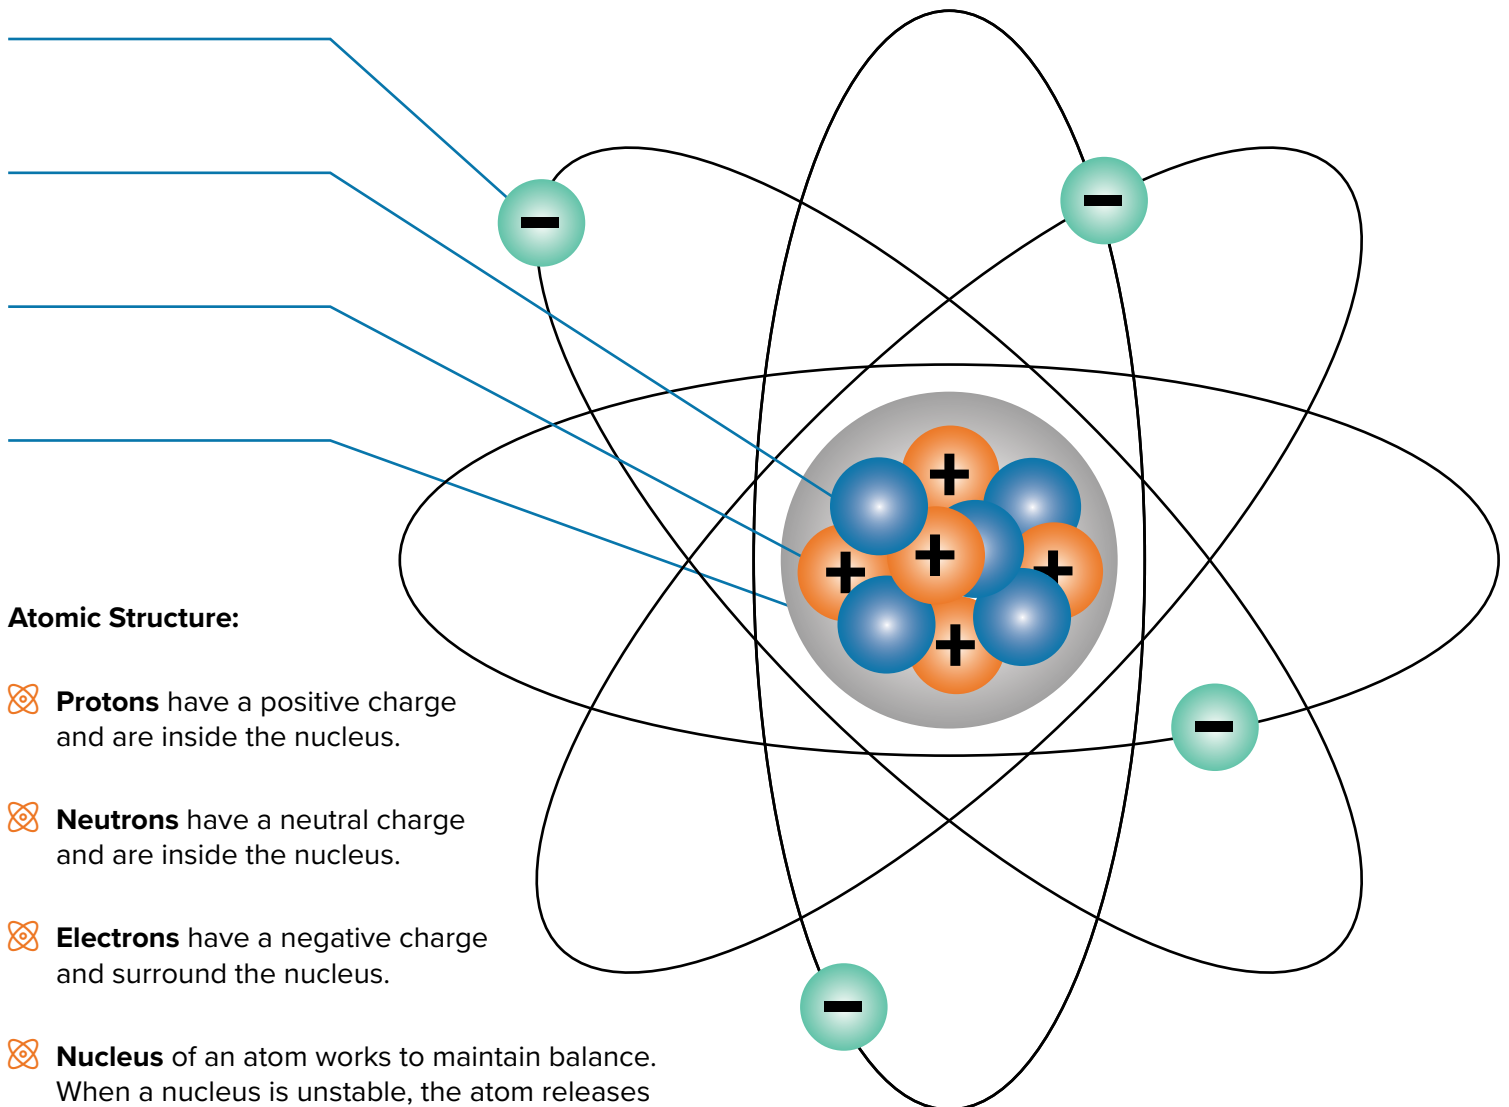 −
−
+
+
+
+
+
Atomic Structure:
−
Protons have a positive charge
and are inside the nucleus.
Neutrons have a neutral charge
and are inside the nucleus.
Electrons have a negative charge
and surround the nucleus.
−
Nucleus of an atom works to maintain balance.
When a nucleus is unstable, the atom releases